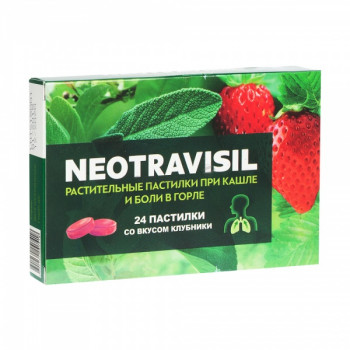 NEOTRAVISIL
РАСТИТЕЛЬНЫЕ ПАСТИЛКИ ПРИ КАШЛЕ
И БОЛИ В ГОРЛЕ
24 ПАСТИЛКИ
СО ВКУСОМ КЛУБНИКИ